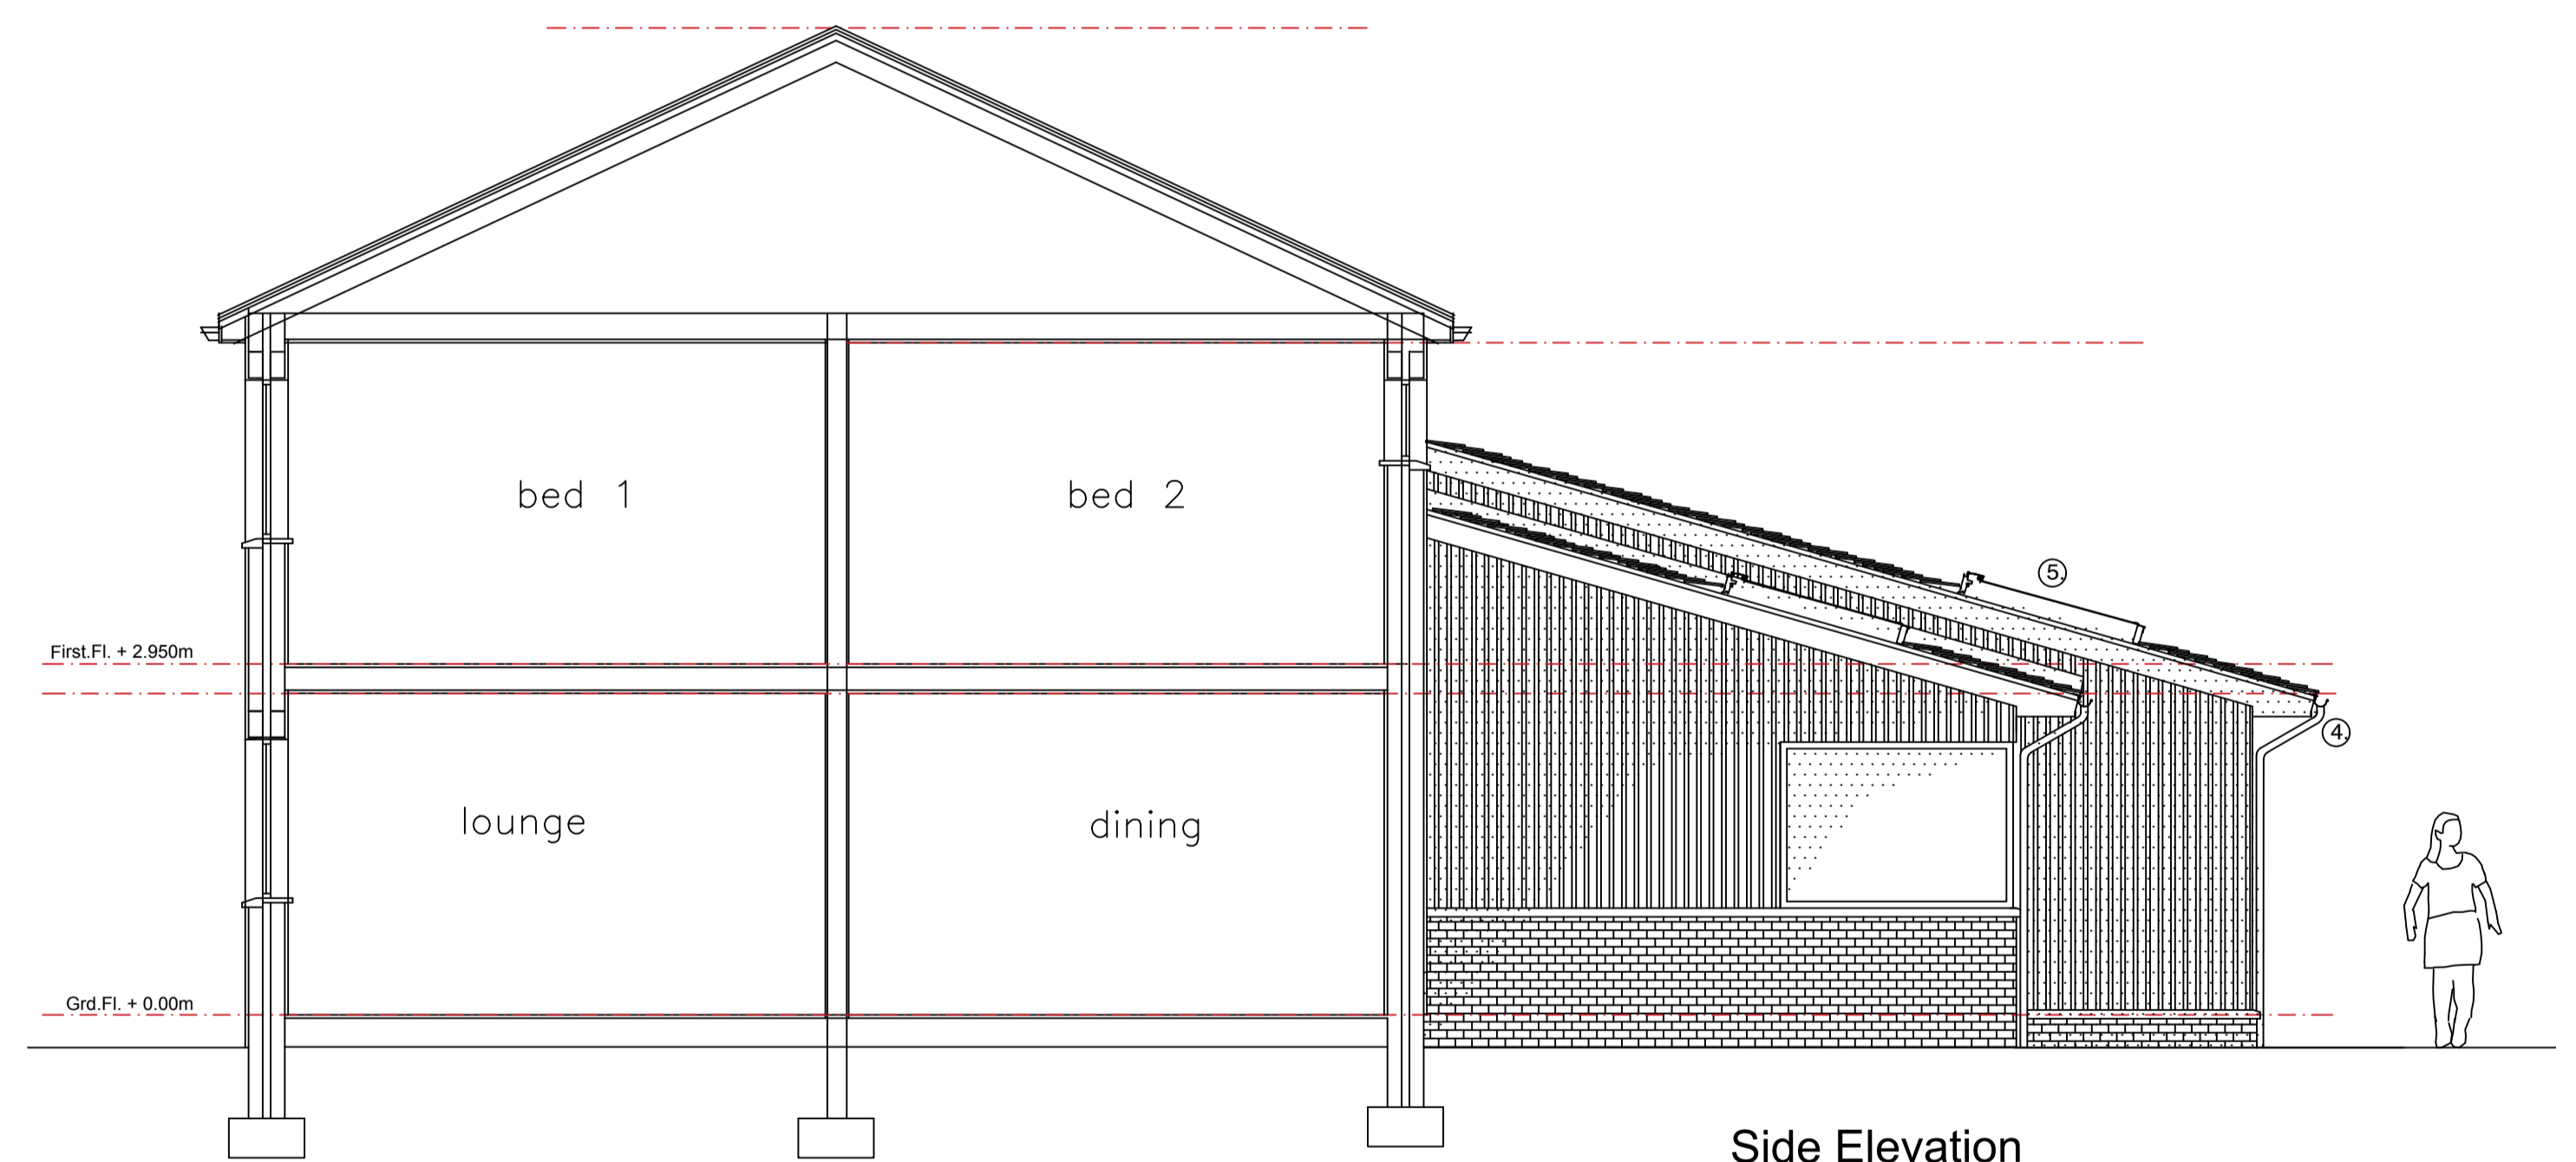 bed 1
bed 2
5.
First.Fl. + 2.950m
4.
lounge
dining
Grd.Fl. + 0.00m
Side Elevation